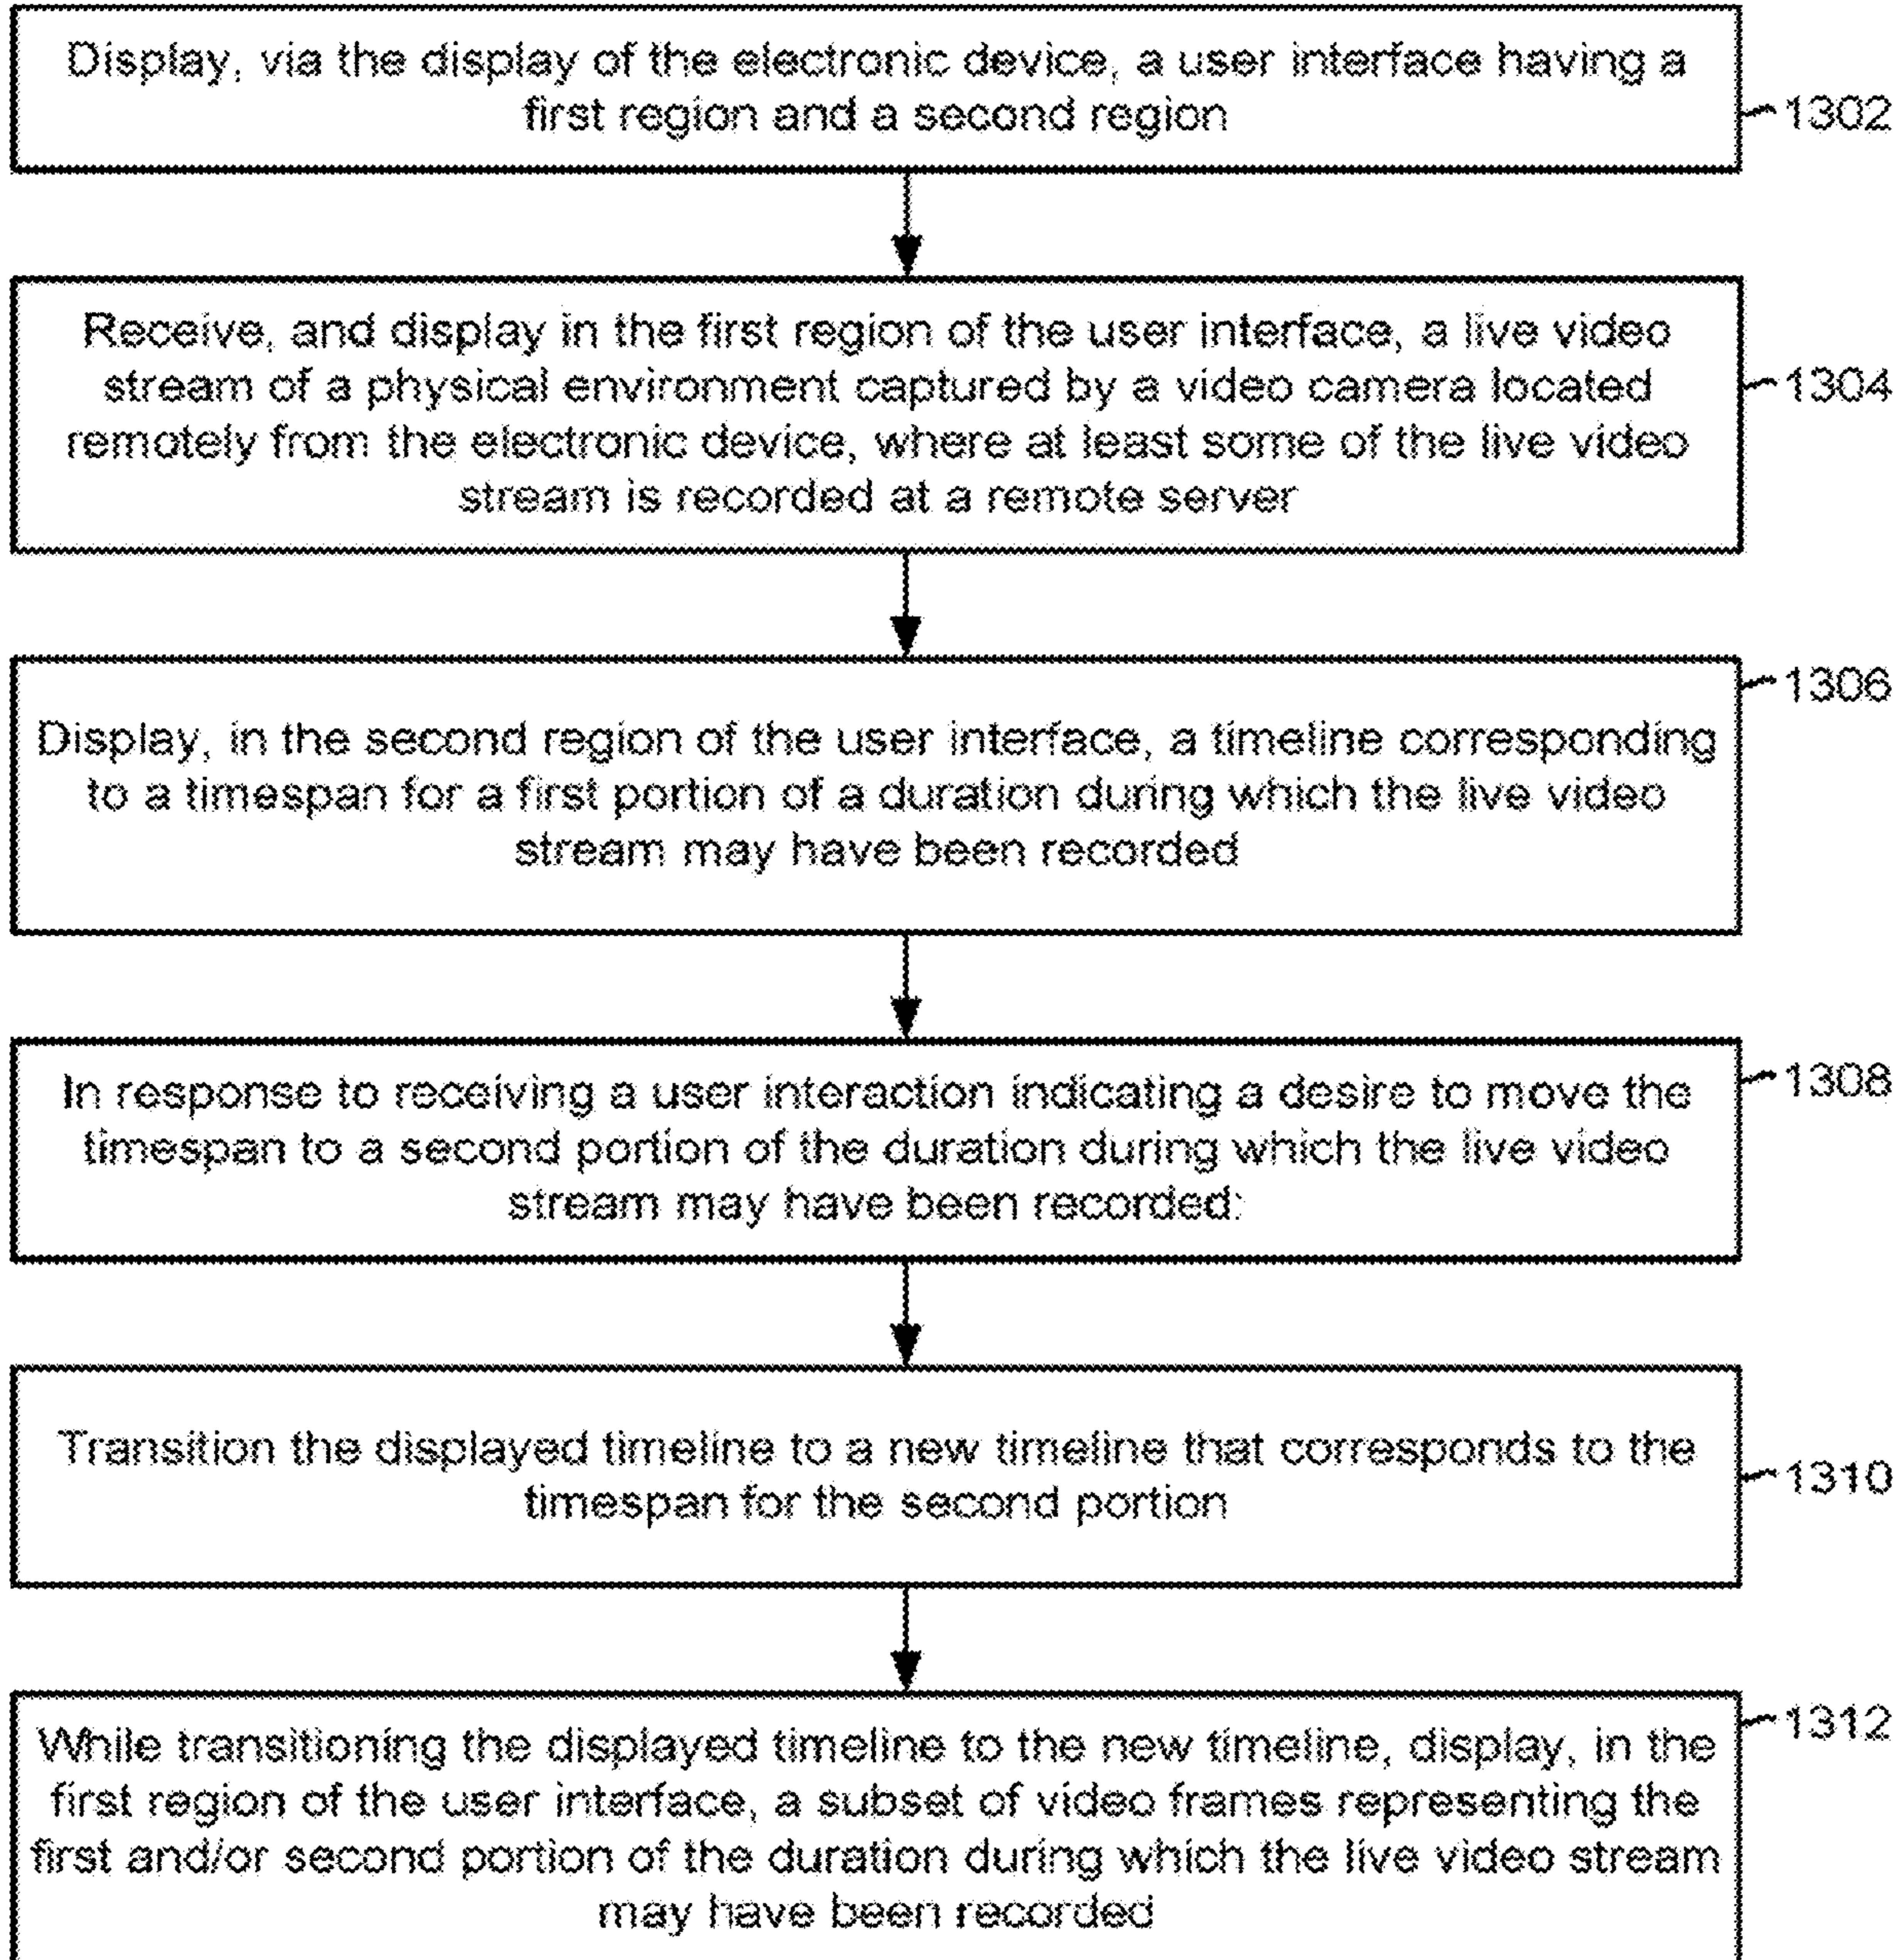 Display, via the display of the electronic device, a user interface having a
first region and a second region
1302
Receive, and display in the first region of the user interface, a live video
stream of a physical environment captured by a video camera located
remotely from the electronic device, where at least some of the live video
stream is recorded at a remote server
1304
Display, in the second region of the user interface, a timeline corresponding
to a timespan for a first portion of a duration during which the live video
stream may have been recorded
1306
In response to receiving a user interaction indicating a desire to move the
timespan to a second portion of the duration during which the live video
stream may have been recorded:
1308
Transition the displayed timeline to a new timeline that corresponds to the
timespan for the second portion
1310
While transitioning the displayed timeline to the new timeline, display, in the
first region of the user interface, a subset of video frames representing the
first and/or second portion of the duration during which the live video stream
may have been recorded
1312